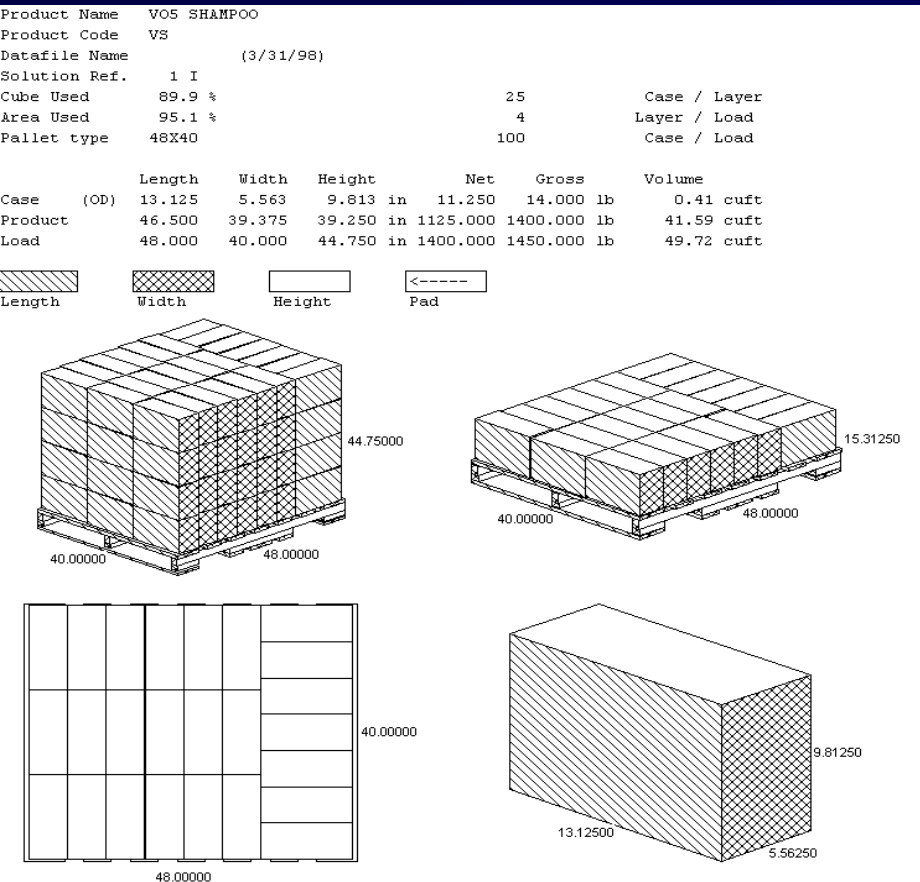 Product Name VO5 SHAMPOO
Product Code VS
Datafile Name (3/31/98)
Solution Ref. 1 I
Cube Used 89.9 % 25 Case / Layer
Area Used 95.1 % 4 Layer / Load
Pallet type 48X40 100 Case / Load
Length Width Height Net Gross Volume
Case (OD) 13.125 5.563 9.813 in 11.250 14.000 lb 0.41 cuft
Product 46.500 39.375 39.250 in 1125.000 1400.000 lb 41.59 cuft
Load 48.000 40.000 44.750 in 1400.000 1450.000 lb 49.72 cuft
<-----
Length Width Height Pad
44.75000
40.00000
48.00000
15.31250
40.00000
48.00000
40.00000
48.00000
9.81250
13.12500
5.56250